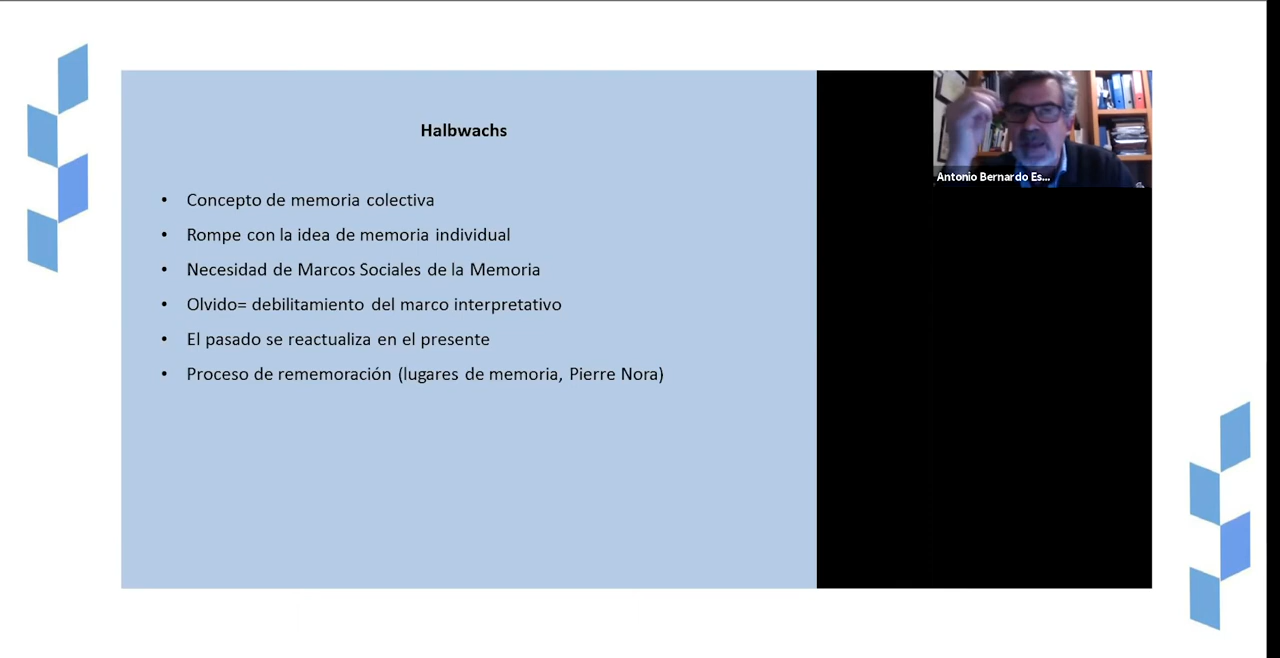 Halbwachs
• Concepto de memoria colectiva
• Rompe con la idea de memoria individual
• Necesidad de Marcos Sociales de la Memoria
• Olvido= debilitamiento del marco interpretativo
• El pasado se reactualiza en el presente
• Proceso de rememoración (lugares de memoria, Pierre Nora)
Antonio Bernardo Es...